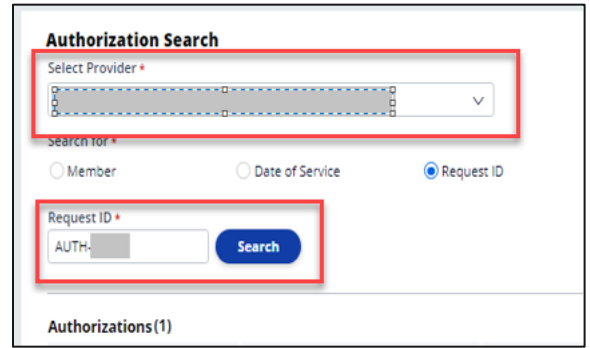 Authorization Search
Select Provider *
Search for *
Member Date of Service Request ID
Request ID *
AUTH- Search
Authorizations (1)